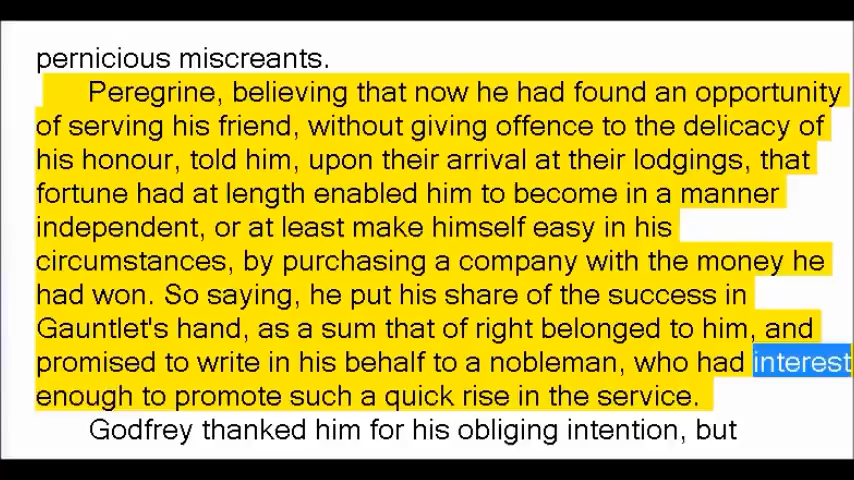 pernicious miscreants.
Peregrine, believing that now he had found an opportunity
of serving his friend, without giving offence to the delicacy of
his honour, told him, upon their arrival at their lodgings, that
fortune had at length enabled him to become in a manner
independent, or at least make himself easy in his
circumstances, by purchasing a company with the money he
had won. So saying, he put his share of the success in
Gauntlet's hand, as a sum that of right belonged to him, and
promised to write in his behalf to a nobleman, who had interest
enough to promote such a quick rise in the service.
Godfrey thanked him for his obliging intention, but